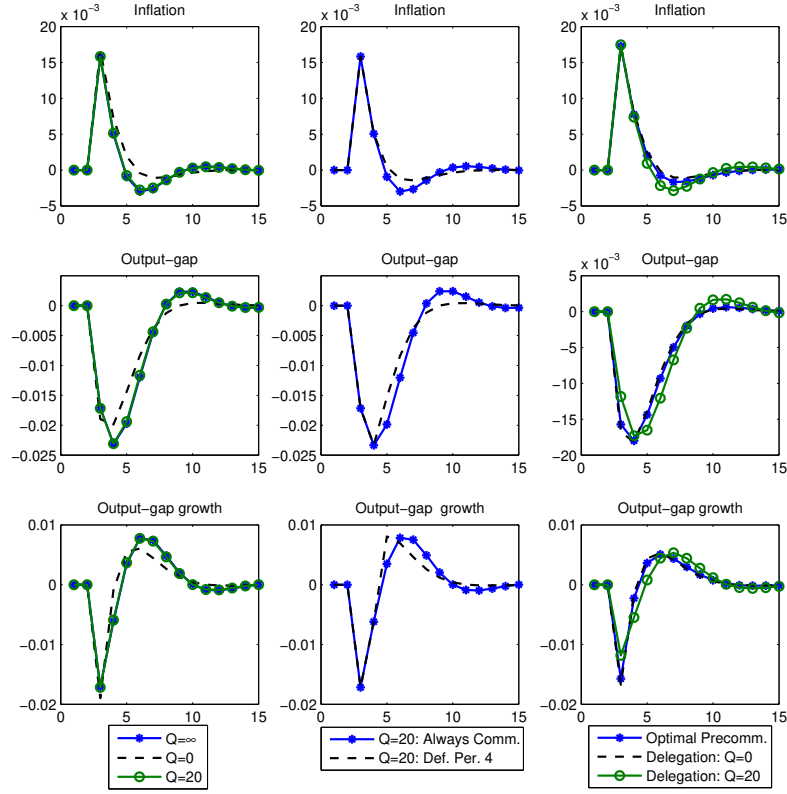 Inflation
Inflation
Inflation
x 10⁻³
x 10⁻³
x 10⁻³
20
15
10
5
0
−5
0 5 10 15
20
15
10
5
0
−5
0 5 10 15
20
15
10
5
0
−5
0 5 10 15
Output−gap
Output−gap
Output−gap
x 10⁻³
0
−0.005
−0.01
−0.015
−0.02
−0.025
0 5 10 15
0
−0.005
−0.01
−0.015
−0.02
−0.025
0 5 10 15
5
0
−5
−10
−15
−20
0 5 10 15
Output−gap growth
Output−gap growth
Output−gap growth
0.01
0
−0.01
−0.02
0 5 10 15
0.01
0
−0.01
−0.02
0 5 10 15
0.01
0
−0.01
−0.02
0 5 10 15
Q=∞
Q=0
Q=20
Q=20: Always Comm.
Q=20: Def. Per. 4
Optimal Precomm.
Delegation: Q=0
Delegation: Q=20